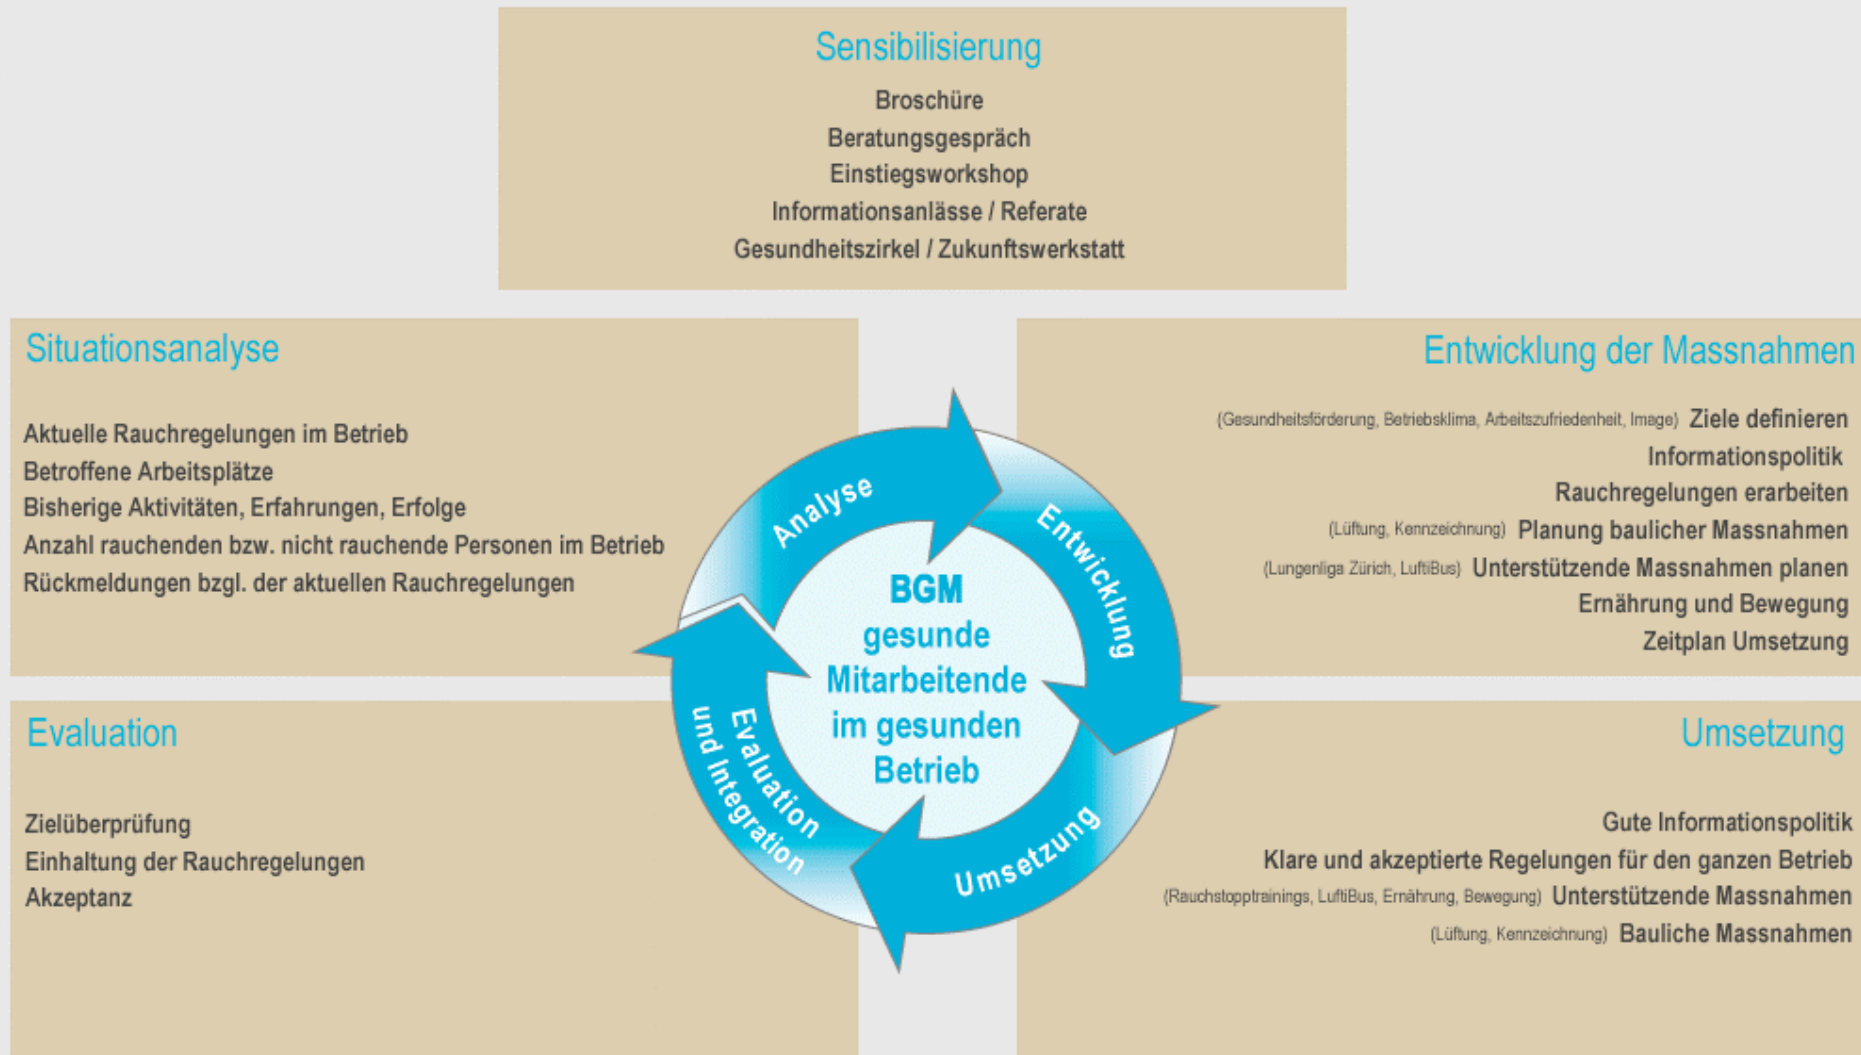 Sensibilisierung
Broschüre
Beratungsgespräch
Einstiegsworkshop
Informationsanlässe / Referate
Gesundheitszirkel / Zukunftswerkstatt
Situationsanalyse
Aktuelle Rauchregelungen im Betrieb
Betroffene Arbeitsplätze
Bisherige Aktivitäten, Erfahrungen, Erfolge
Anzahl rauchenden bzw. nicht rauchende Personen im Betrieb
Rückmeldungen bzgl. der aktuellen Rauchregelungen
Entwicklung der Massnahmen
(Gesundheitsförderung, Betriebsklima, Arbeitszufriedenheit, Image) Ziele definieren
Informationspolitik
Rauchregelungen erarbeiten
(Lüftung, Kennzeichnung) Planung baulicher Massnahmen
(Lungenliga Zürich, LuftiBus) Unterstützende Massnahmen planen
Ernährung und Bewegung
Zeitplan Umsetzung
Analyse
Entwicklung
Umsetzung
Evaluation
und Integration
BGM
gesunde
Mitarbeitende
im gesunden
Betrieb
Evaluation
Zielüberprüfung
Einhaltung der Rauchregelungen
Akzeptanz
Umsetzung
Gute Informationspolitik
Klare und akzeptierte Regelungen für den ganzen Betrieb
(Rauchstopptrainings, LuftiBus, Ernährung, Bewegung) Unterstützende Massnahmen
(Lüftung, Kennzeichnung) Bauliche Massnahmen